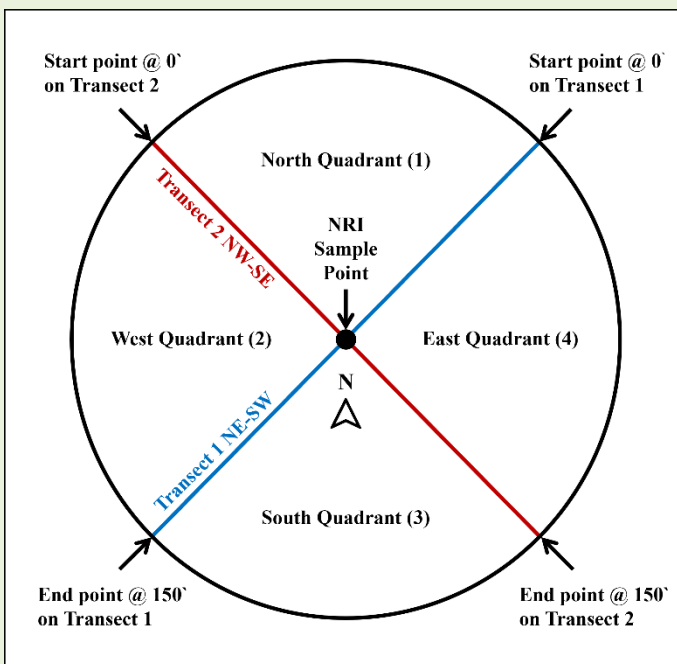 Start point @ 0`
on Transect 2
Start point @ 0`
on Transect 1
North Quadrant (1)
Transect 2 NW-SE
NRI
Sample
Point
West Quadrant (2)
East Quadrant (4)
N
Transect 1 NE-SW
South Quadrant (3)
End point @ 150`
on Transect 1
End point @ 150`
on Transect 2